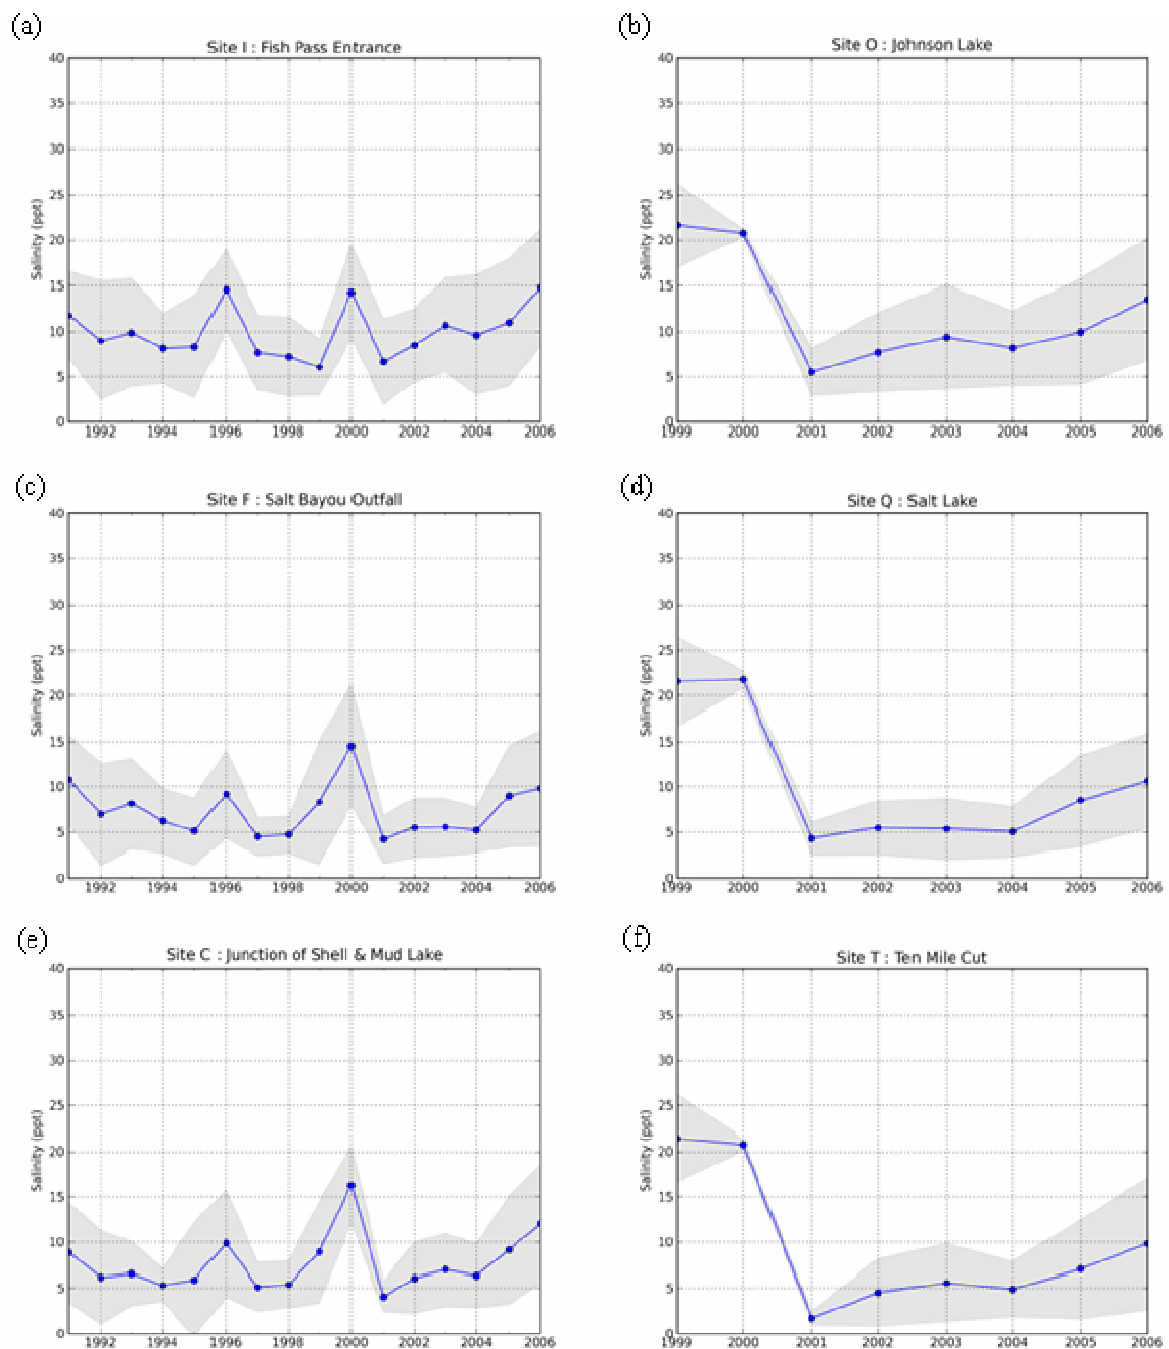 (a)
Site I : Fish Pass Entrance
40
35
30
25
20
15
10
5
0
Salinity (ppt)
1992 1994 1996 1998 2000 2002 2004 2006
(b)
Site O : Johnson Lake
40
35
30
25
20
15
10
5
0
Salinity (ppt)
1999 2000 2001 2002 2003 2004 2005 2006
(c)
Site F : Salt Bayou Outfall
40
35
30
25
20
15
10
5
0
Salinity (ppt)
1992 1994 1996 1998 2000 2002 2004 2006
(d)
Site Q : Salt Lake
40
35
30
25
20
15
10
5
0
Salinity (ppt)
1999 2000 2001 2002 2003 2004 2005 2006
(e)
Site C : Junction of Shell & Mud Lake
40
35
30
25
20
15
10
5
0
Salinity (ppt)
1992 1994 1996 1998 2000 2002 2004 2006
(f)
Site T : Ten Mile Cut
40
35
30
25
20
15
10
5
0
Salinity (ppt)
1999 2000 2001 2002 2003 2004 2005 2006